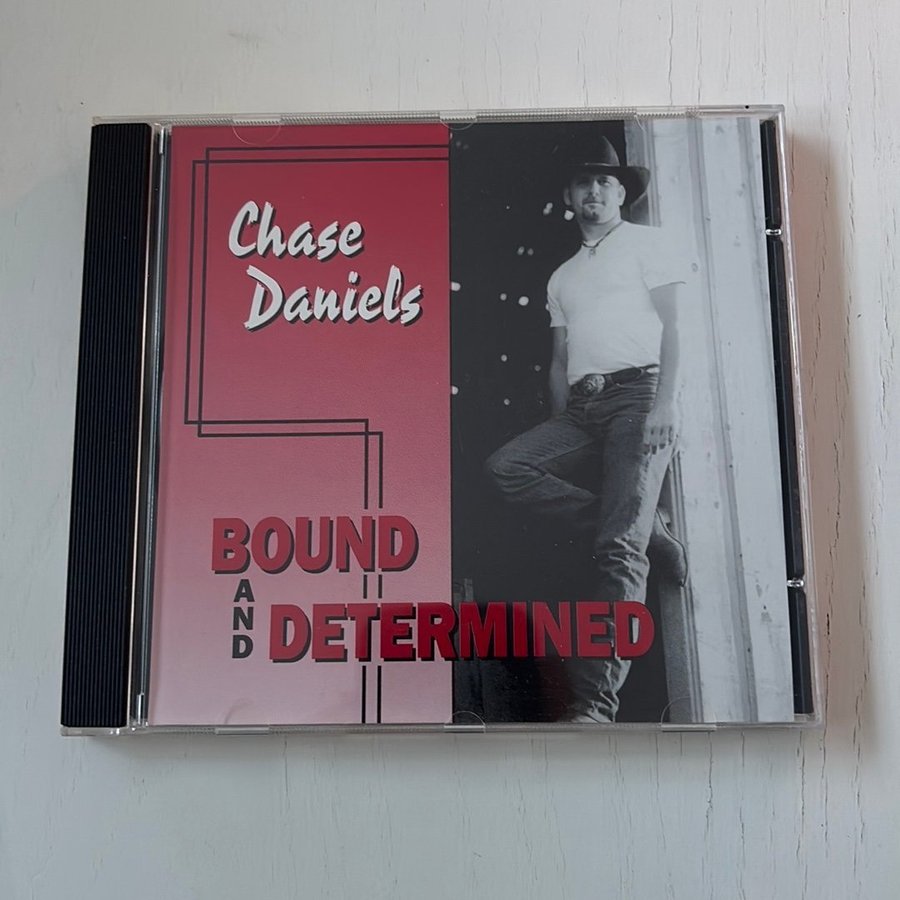 Chase
Daniels
BOUND
AND
DETERMINED